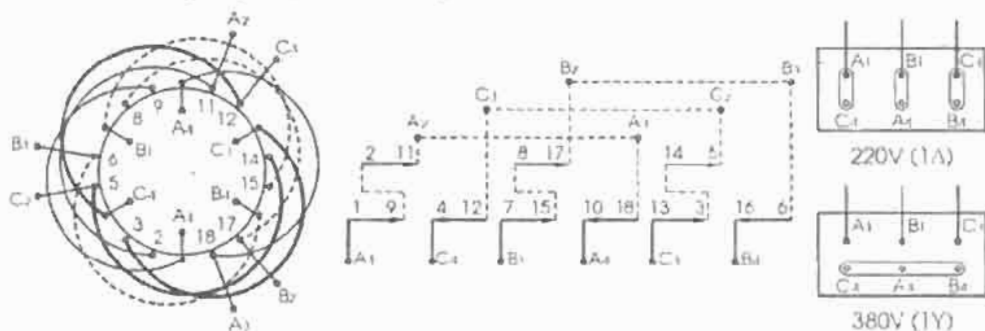 A2
C3
9
11
8
12
A4
B3
B1
C1
6
14
C2
5
C4
15
B4
3
A1
17
2
18
B2
A3
B2 B3
C3 C2
A2 A3
2 11 8 17 14 5
1 9 4 12 7 15 10 18 13 3 16 6
A1 C4 B1 A4 C1 B4
A1 B1 C1
C4 A4 B4
220V (1Δ)
A1 B1 C1
C4 A4 B4
380V (1Y)